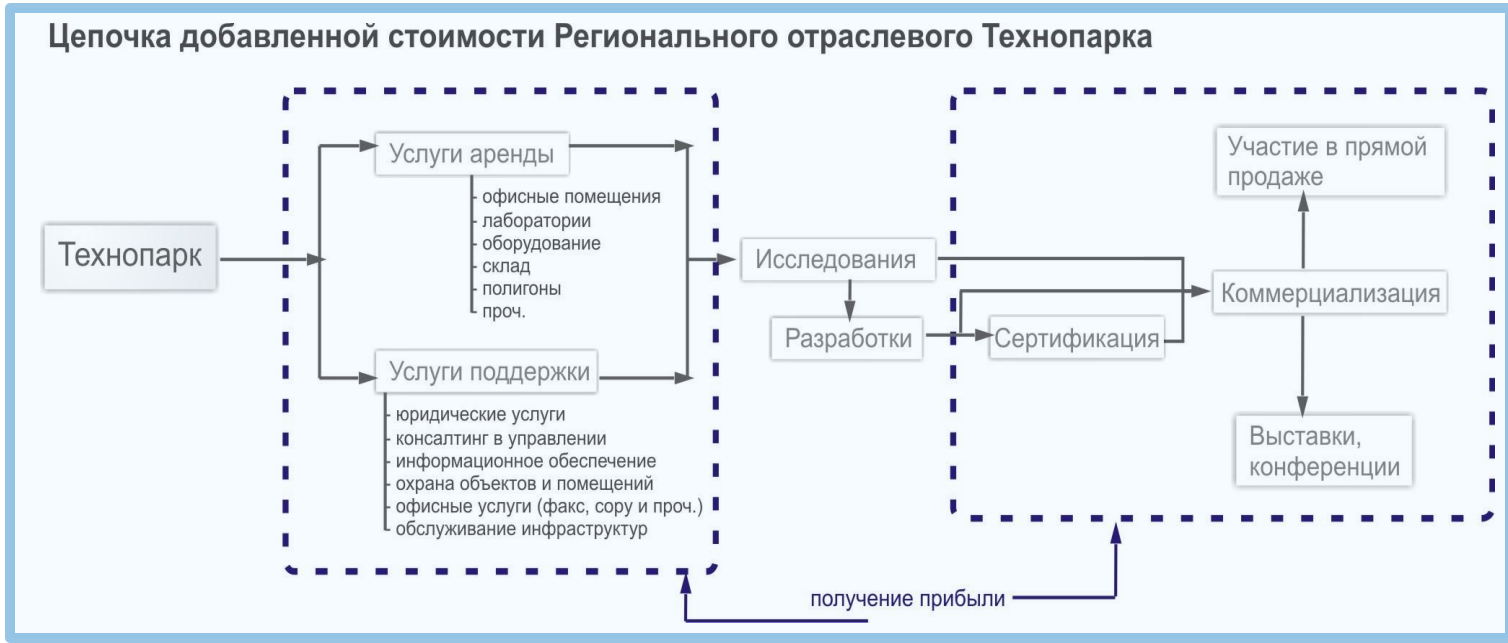 Цепочка добавленной стоимости Регионального отраслевого Технопарка
Технопарк
Услуги аренды
- офисные помещения
- лаборатории
- оборудование
- склад
- полигоны
- проч.
Услуги поддержки
- юридические услуги
- консалтинг в управлении
- информационное обеспечение
- охрана объектов и помещений
- офисные услуги (факс, copy и проч.)
- обслуживание инфраструктур
Исследования
Разработки
Сертификация
Коммерциализация
Участие в прямой
продаже
Выставки,
конференции
получение прибыли